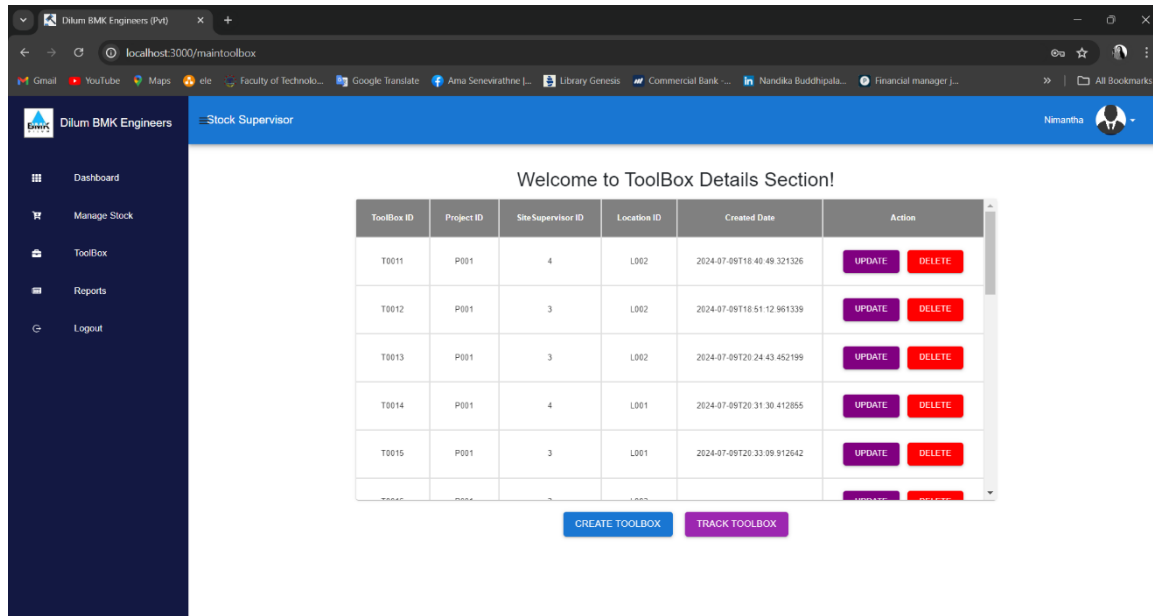 Dilum BMK Engineers (Pvt)
localhost:3000/maintoolbox
Gmail YouTube Maps ele Faculty of Technolo... Google Translate Ama Senevirathne |... Library Genesis Commercial Bank -... Nandika Buddhipala... Financial manager j... All Bookmarks
BMK Dilum BMK Engineers Stock Supervisor Nimantha
Dashboard
Manage Stock
ToolBox
Reports
Logout
Welcome to ToolBox Details Section!
ToolBox ID Project ID SiteSupervisor ID Location ID Created Date Action
T0011 P001 4 L002 2024-07-09T18:40:49.321326 UPDATE DELETE
T0012 P001 3 L002 2024-07-09T18:51:12.961339 UPDATE DELETE
T0013 P001 3 L002 2024-07-09T20:24:43.452199 UPDATE DELETE
T0014 P001 4 L001 2024-07-09T20:31:30.412855 UPDATE DELETE
T0015 P001 3 L001 2024-07-09T20:33:09.912642 UPDATE DELETE
UPDATE DELETE
CREATE TOOLBOX TRACK TOOLBOX